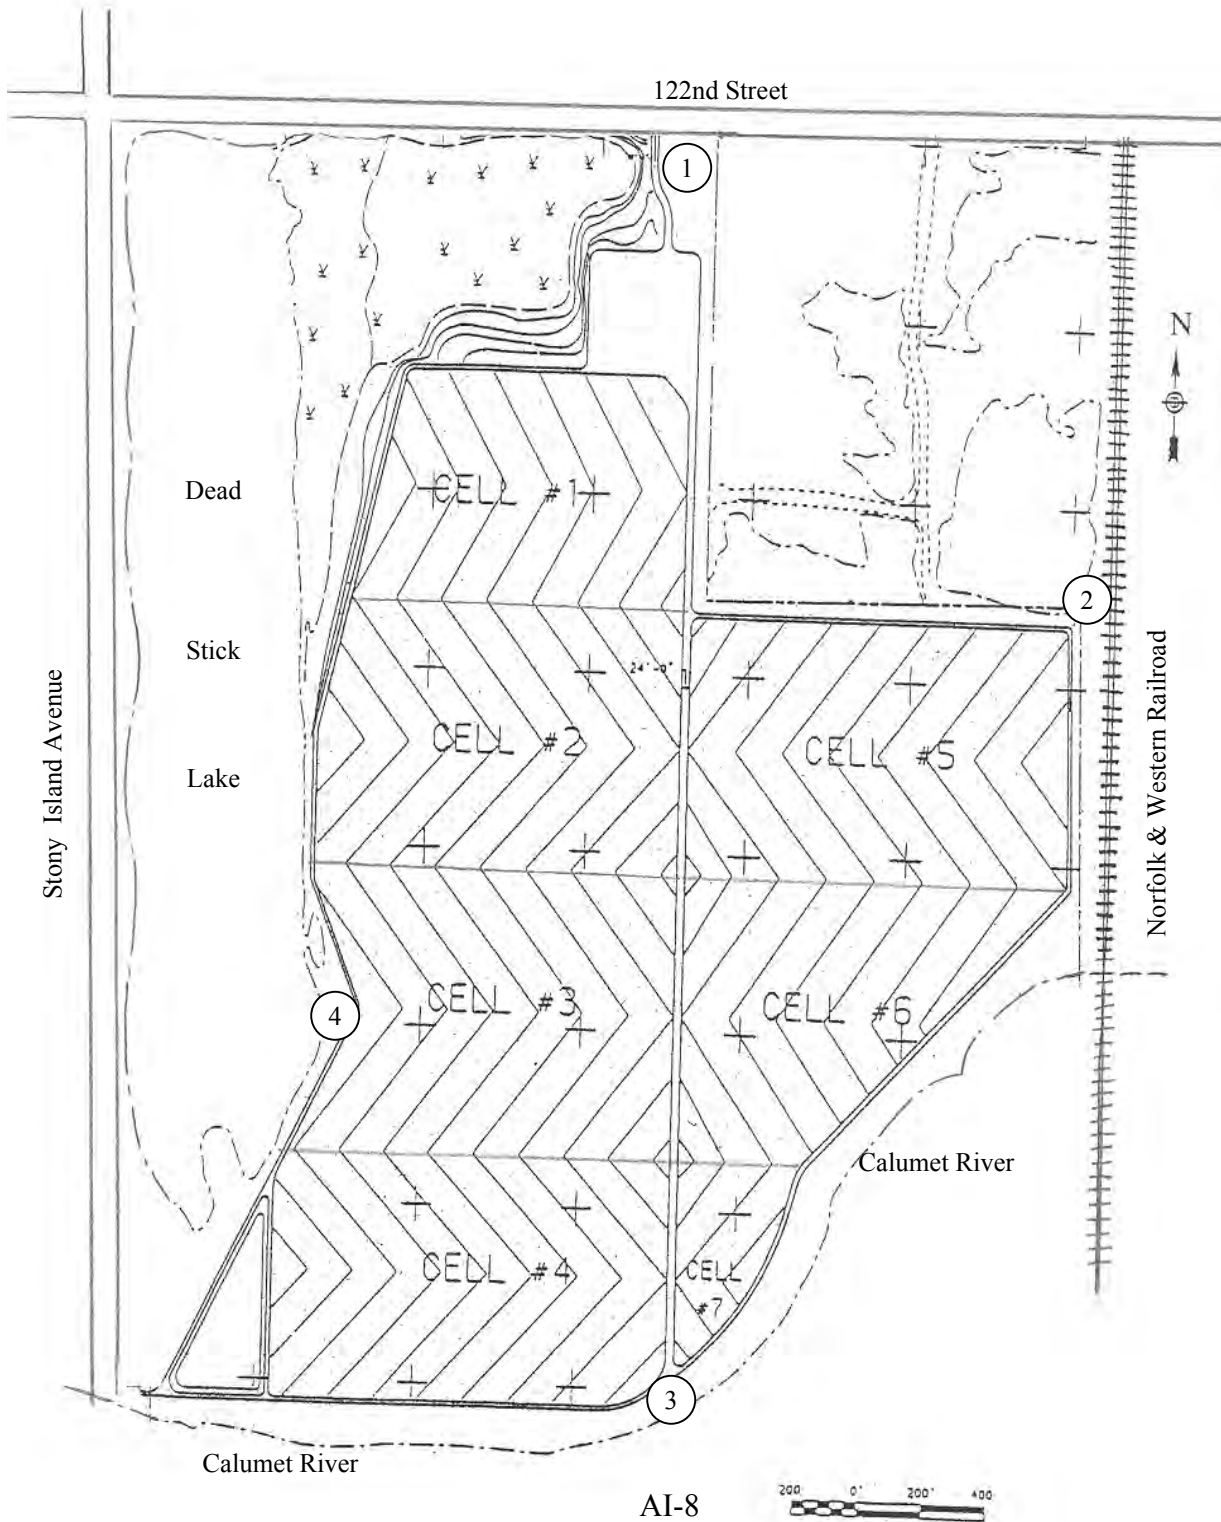 122nd Street
1
N
Dead
CELL #1
2
Stick
24'-0"
Norfolk & Western Railroad
Stony Island Avenue
CELL #2
CELL #5
Lake
CELL #3
CELL #6
4
Calumet River
CELL #4
CELL
#7
3
Calumet River
AI-8
200 0' 200' 400